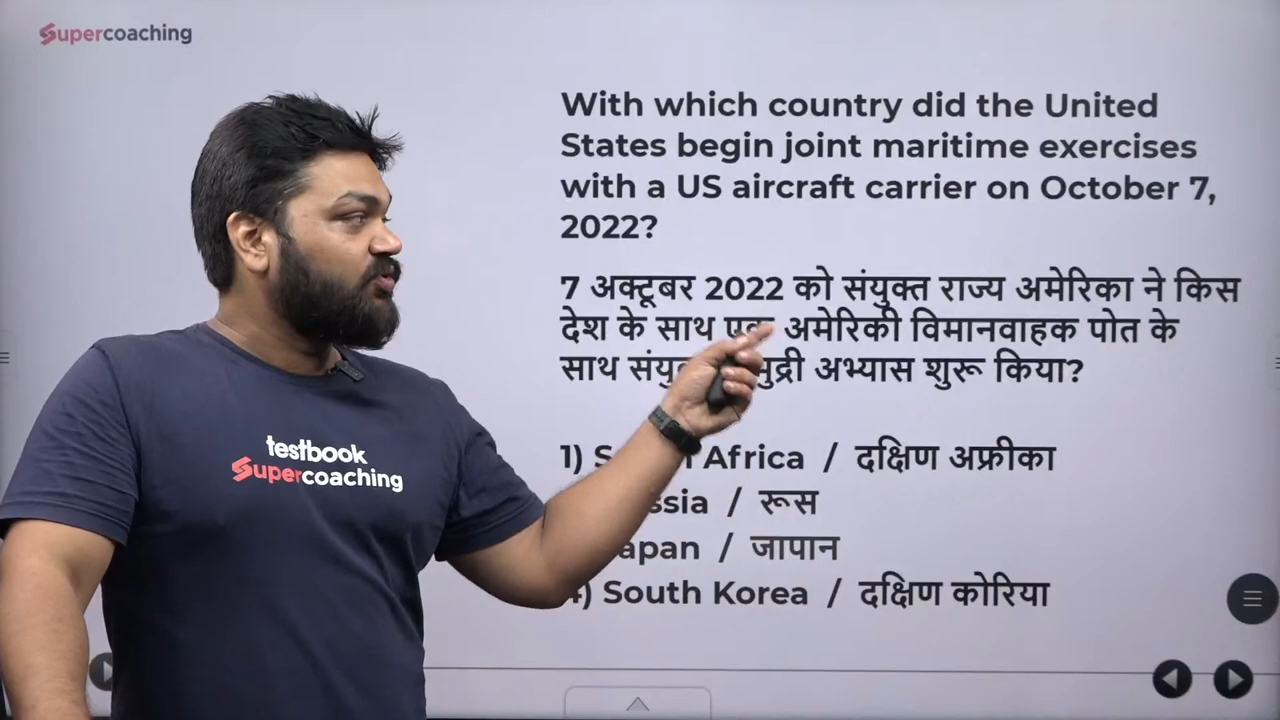 Supercoaching
With which country did the United
States begin joint maritime exercises
with a US aircraft carrier on October 7,
2022?
7 अक्टूबर 2022 को संयुक्त राज्य अमेरिका ने किस
देश के साथ एक अमेरिकी विमानवाहक पोत के
साथ अभ्यास शुरू किया?
1) Africa / दक्षिण अफ्रीका
/ रूस
/ जापान
4) South Korea / दक्षिण कोरिया
testbook
Supercoaching